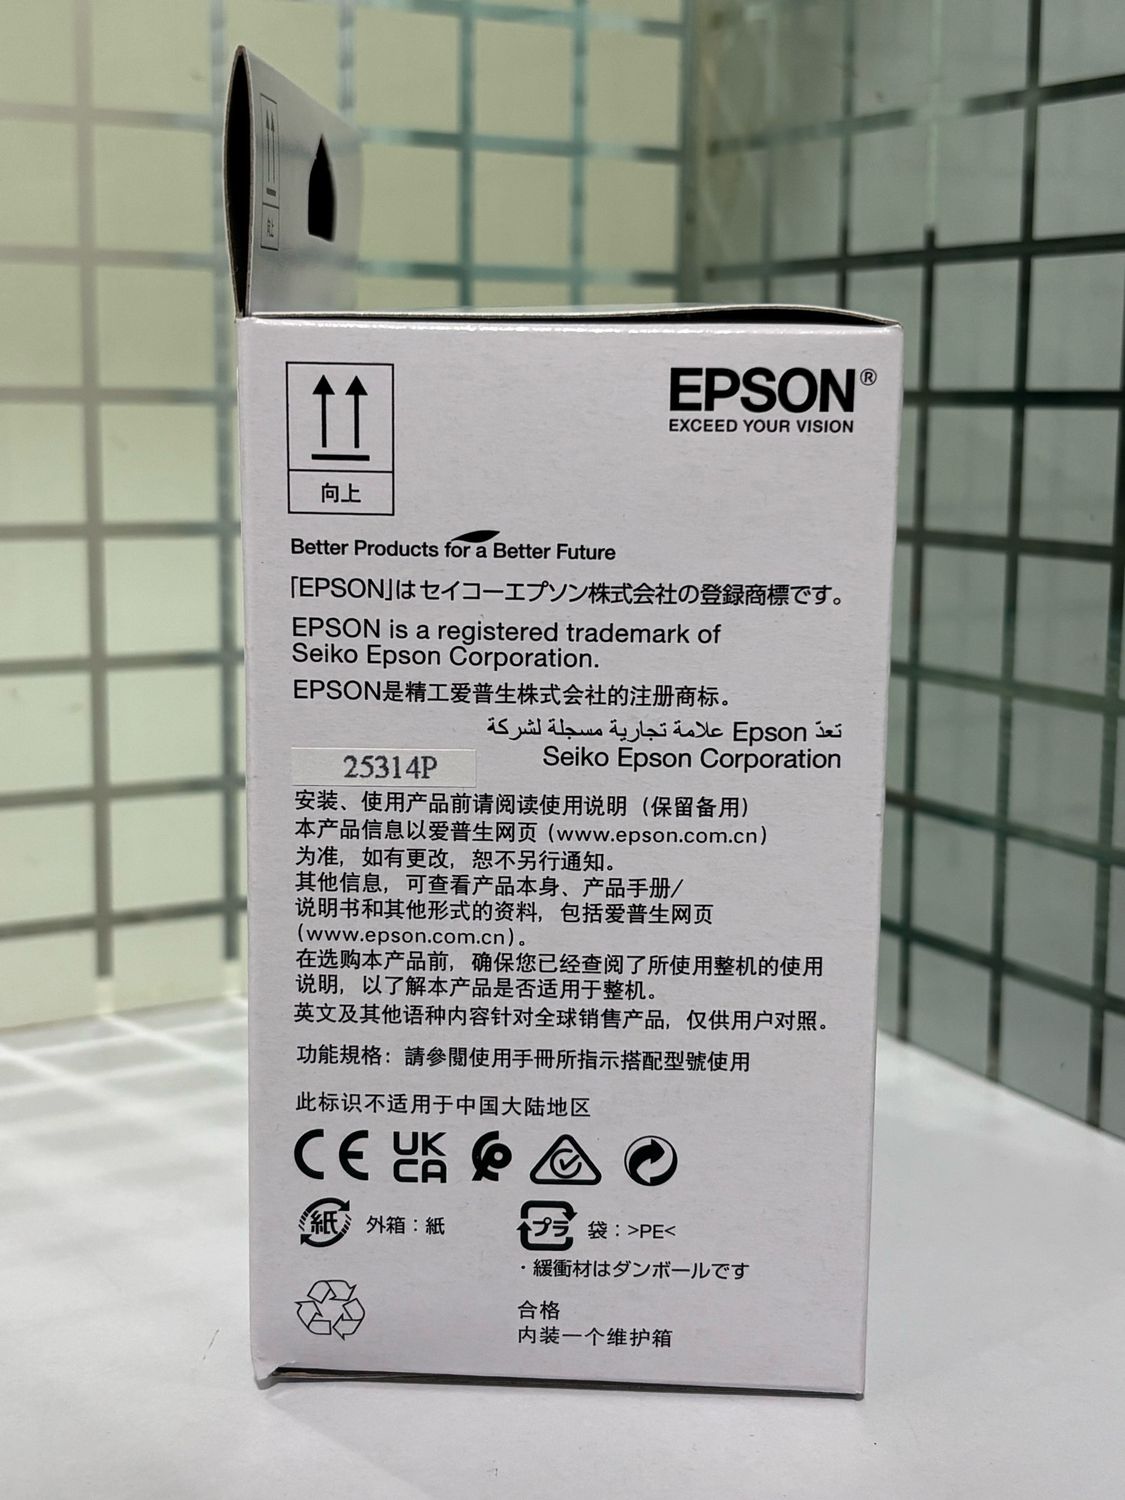 向上
EPSON®
EXCEED YOUR VISION
向上
Better Products for a Better Future
「EPSON」はセイコーエプソン株式会社の登録商標です。
EPSON is a registered trademark of
Seiko Epson Corporation.
EPSON是精工爱普生株式会社的注册商标。
تعدّ Epson علامة تجارية مسجلة لشركة
Seiko Epson Corporation
25314P
安装、使用产品前请阅读使用说明（保留备用）
本产品信息以爱普生网页（www.epson.com.cn）
为准，如有更改，恕不另行通知。
其他信息，可查看产品本身、产品手册/
说明书和其他形式的资料，包括爱普生网页
（www.epson.com.cn）。
在选购本产品前，确保您已经查阅了所使用整机的使用
说明，以了解本产品是否适用于整机。
英文及其他语种内容针对全球销售产品，仅供用户对照。
功能規格：請參閱使用手冊所指示搭配型號使用
此标识不适用于中国大陆地区
CE UK
CA
紙 外箱：紙
プラ 袋：>PE<
・緩衝材はダンボールです
合格
内装一个维护箱